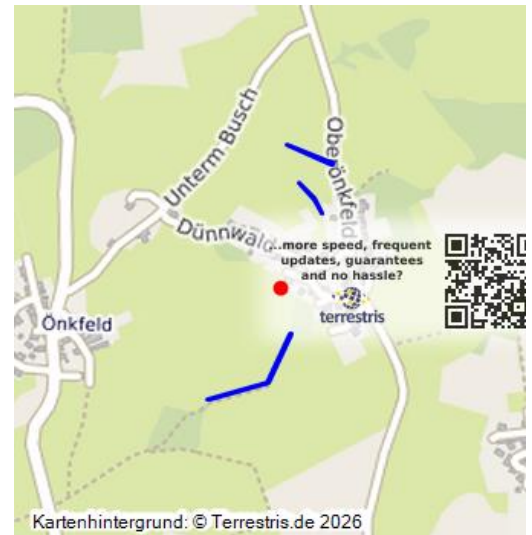 Unterm Busch
Oberönkfeld
Dünnwald
...more speed, frequent
updates, guarantees
and no hassle?
terrestris
Önkfeld
Kartenhintergrund: © Terrestris.de 2026